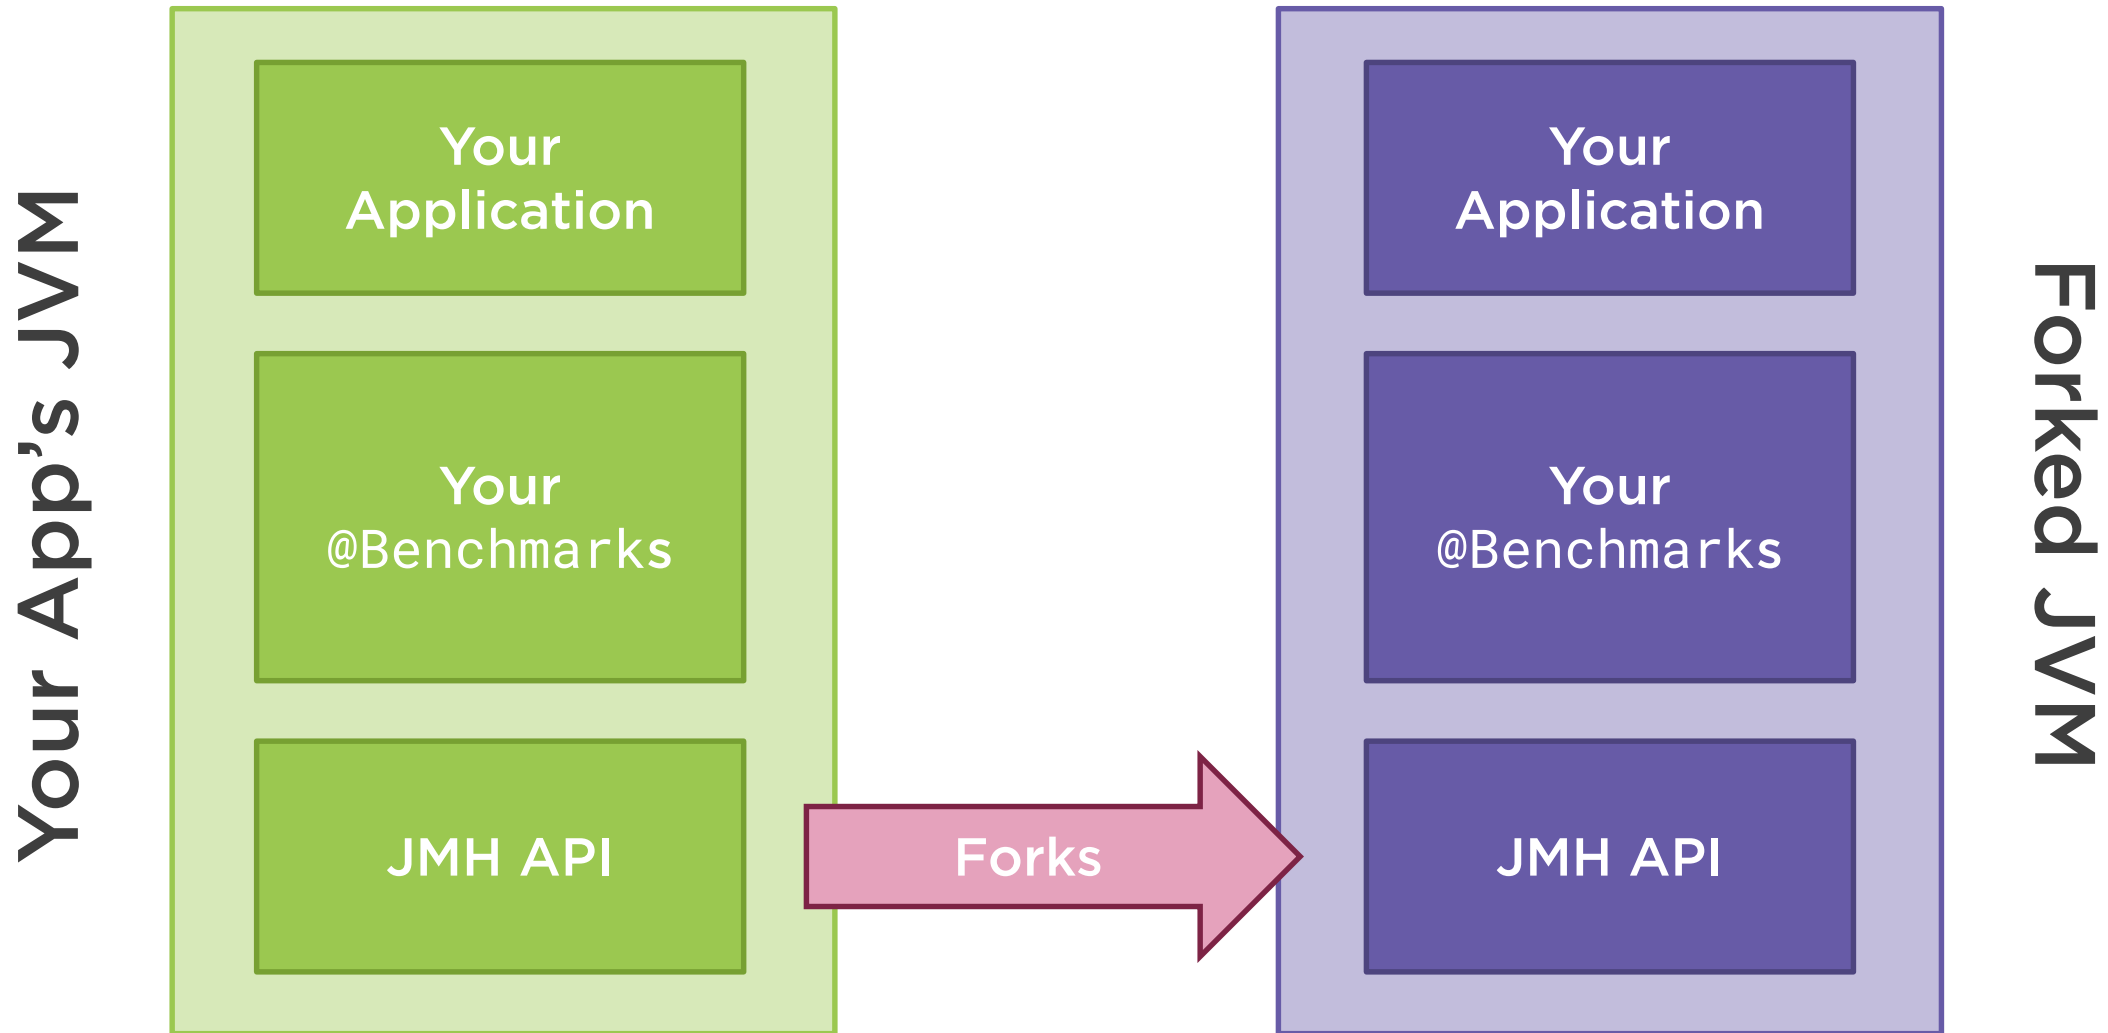 Your App's JVM
Your
Application
Your
@Benchmarks
JMH API
Forks
Your
Application
Your
@Benchmarks
JMH API
Forked JVM